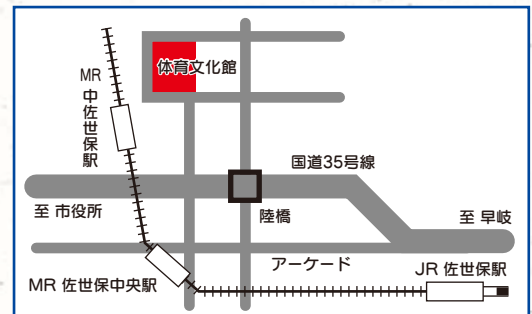 体育文化館
MR 中佐世保駅
国道35号線
至 市役所
陸橋
至 早岐
アーケード
MR 佐世保中央駅
JR 佐世保駅